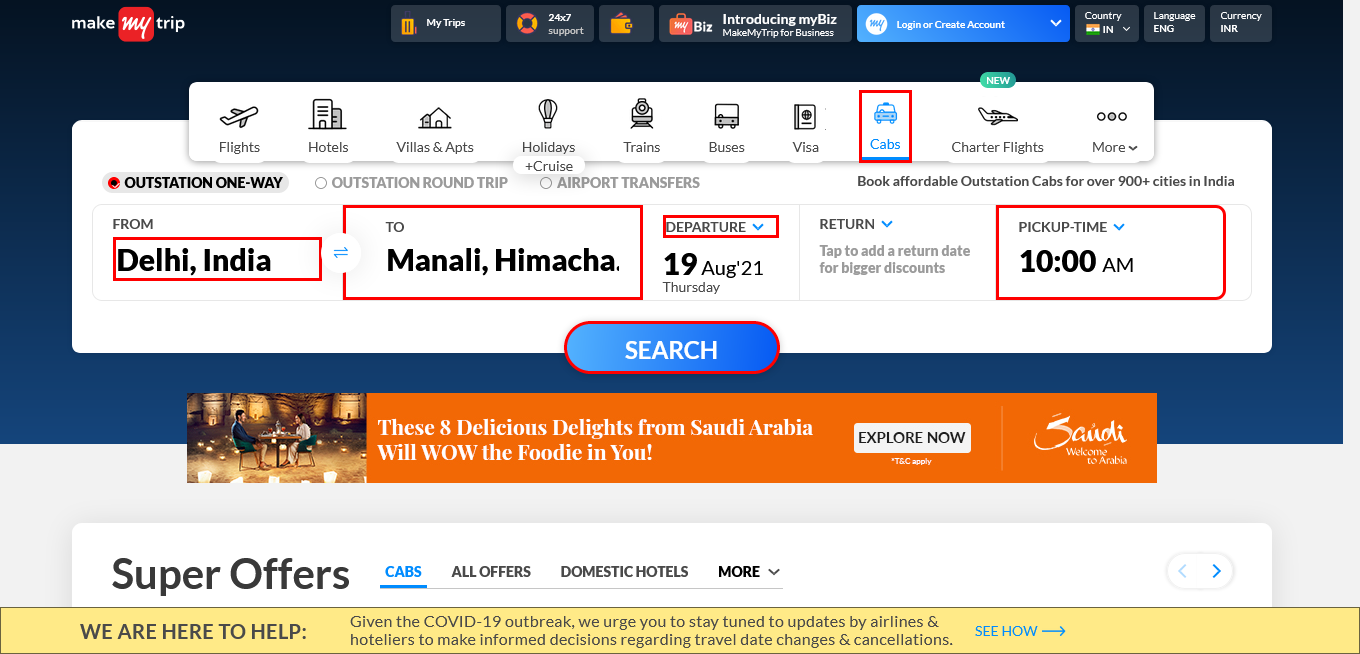 make my trip
My Trips
24x7
support
my Biz
Introducing myBiz
MakeMyTrip for Business
my
Login or Create Account
Country
IN
Language
ENG
Currency
INR
NEW
Flights
Hotels
Villas & Apts
Holidays
+Cruise
Trains
Buses
Visa
Cabs
Charter Flights
More
OUTSTATION ONE-WAY
OUTSTATION ROUND TRIP
AIRPORT TRANSFERS
Book affordable Outstation Cabs for over 900+ cities in India
FROM
Delhi, India
TO
Manali, Himacha.
DEPARTURE
19 Aug'21
Thursday
RETURN
Tap to add a return date
for bigger discounts
PICKUP-TIME
10:00 AM
SEARCH
These 8 Delicious Delights from Saudi Arabia
Will WOW the Foodie in You!
EXPLORE NOW
*T&C apply
Saudi
Welcome
to Arabia
Super Offers
CABS
ALL OFFERS
DOMESTIC HOTELS
MORE
WE ARE HERE TO HELP:
Given the COVID-19 outbreak, we urge you to stay tuned to updates by airlines &
hoteliers to make informed decisions regarding travel date changes & cancellations.
SEE HOW